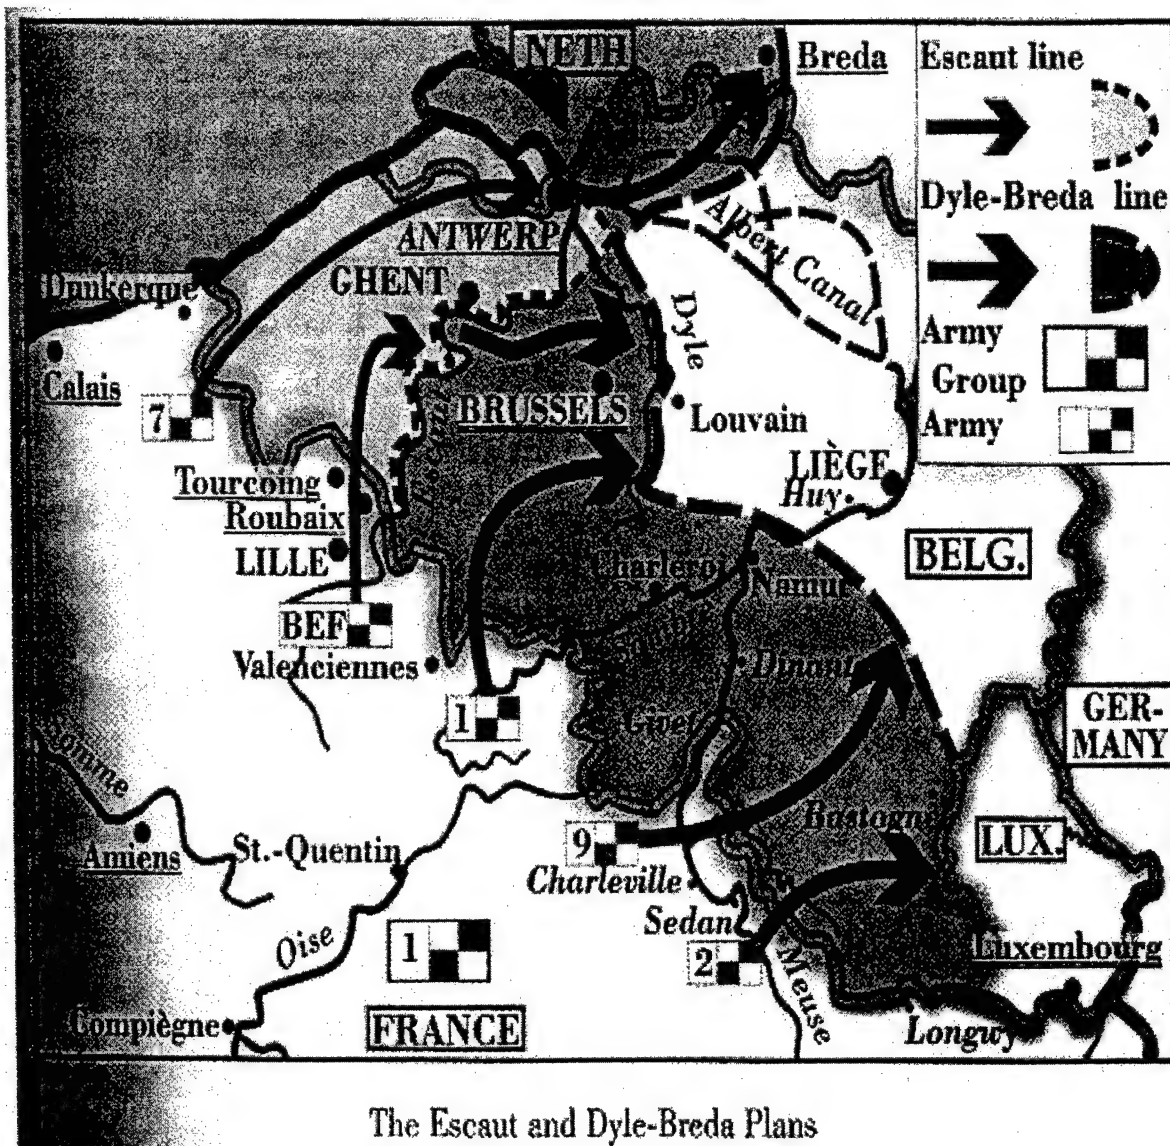 NETH
Breda
Escaut line
Dyle-Breda line
Army Group
Army
ANTWERP
GHENT
Albert Canal
Dunkerque
Calais
7
Dyle
BRUSSELS
Louvain
LIÈGE
Huy
Tourcoing
Roubaix
LILLE
BELG.
Charleroi
Namur
BEF
Valenciennes
Dinant
1
Givet
GER-
MANY
Somme
Amiens
St.-Quentin
9
Bastogne
LUX.
Charleville
Sedan
Oise
1
2
Meuse
Luxembourg
Compiègne
FRANCE
Longwy
The Escaut and Dyle-Breda Plans